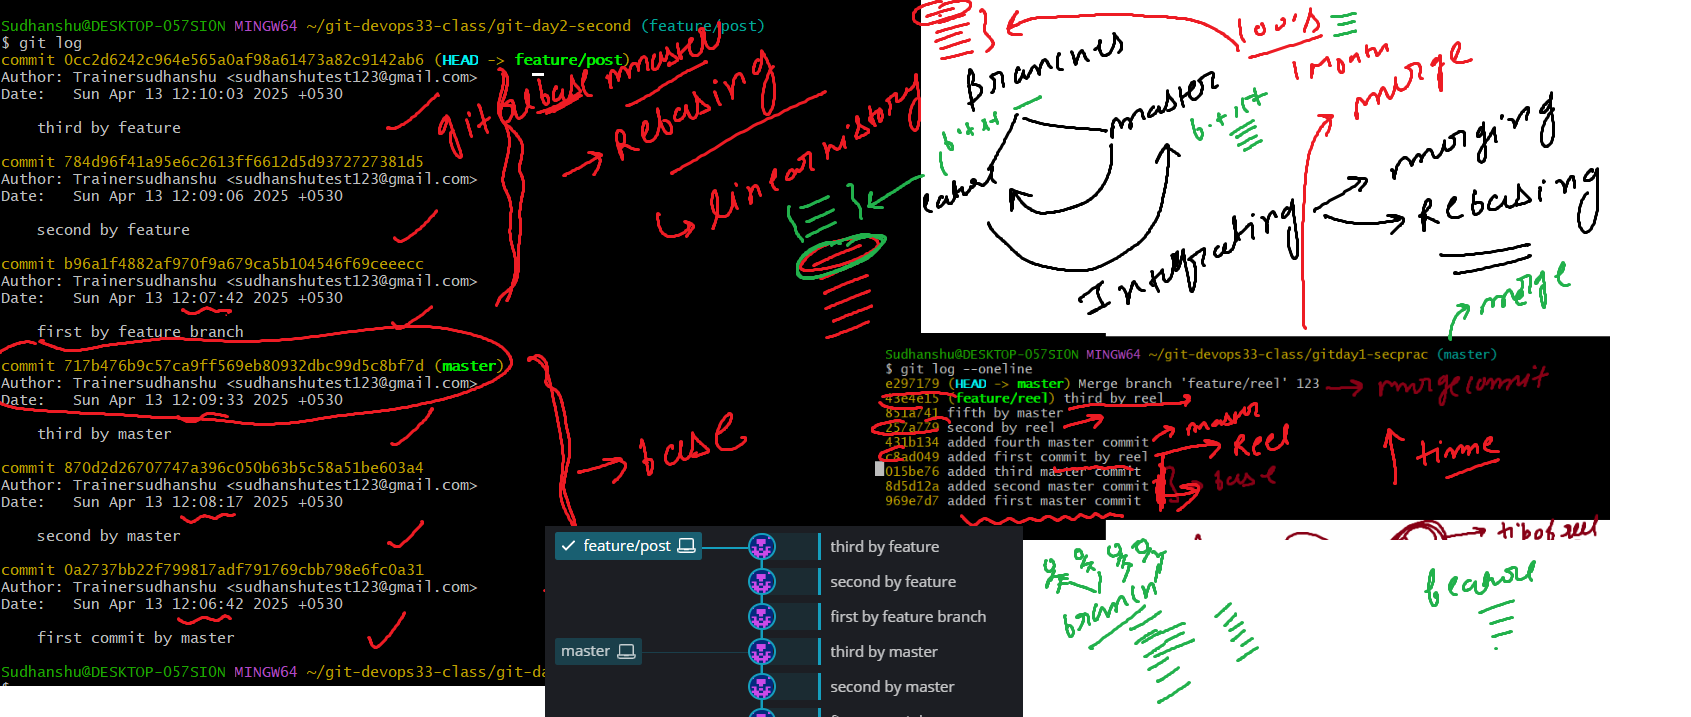 Sudhanshu@DESKTOP-O57SION MINGW64 ~/git-devops33-class/git-day2-second (feature/post)
$ git log
commit 0cc2d6242c964e565a0af98a61473a82c9142ab6 (HEAD -> feature/post)
Author: Trainersudhanshu <sudhanshutest123@gmail.com>
Date:   Sun Apr 13 12:10:03 2025 +0530
third by feature
commit 784d96f41a95e6c2613ff6612d5d9372727381d5
Author: Trainersudhanshu <sudhanshutest123@gmail.com>
Date:   Sun Apr 13 12:09:06 2025 +0530
second by feature
commit b96a1f4882af970f9a679ca5b104546f69ceeecc
Author: Trainersudhanshu <sudhanshutest123@gmail.com>
Date:   Sun Apr 13 12:07:42 2025 +0530
first by feature branch
commit 717b476b9c57ca9ff569eb80932dbc99d5c8bf7d (master)
Author: Trainersudhanshu <sudhanshutest123@gmail.com>
Date:   Sun Apr 13 12:09:33 2025 +0530
third by master
commit 870d2d26707747a396c050b63b5c58a51be603a4
Author: Trainersudhanshu <sudhanshutest123@gmail.com>
Date:   Sun Apr 13 12:08:17 2025 +0530
second by master
commit 0a2737bb22f799817adf791769cbb798e6fc0a31
Author: Trainersudhanshu <sudhanshutest123@gmail.com>
Date:   Sun Apr 13 12:06:42 2025 +0530
first commit by master
Sudhanshu@DESKTOP-O57SION MINGW64 ~/git-devops33-class/git-da
git rebase master
Rebasing
linear history
base
100's
1 Month
merge
Branches
master
Integrating
merging
Rebasing
merge
Sudhanshu@DESKTOP-O57SION MINGW64 ~/git-devops33-class/gitday1-secprac (master)
$ git log --oneline
e297179 (HEAD -> master) Merge branch 'feature/reel' 123
43e4e15 (feature/reel) third by reel
851a741 fifth by master
257a779 second by reel
431b134 added fourth master commit
c8ad049 added first commit by reel
015be76 added third master commit
8d5d12a added second master commit
969e7d7 added first master commit
merge commit
master
Reel
base
time
feature/post
third by feature
second by feature
first by feature branch
master
third by master
second by master
branch
feature